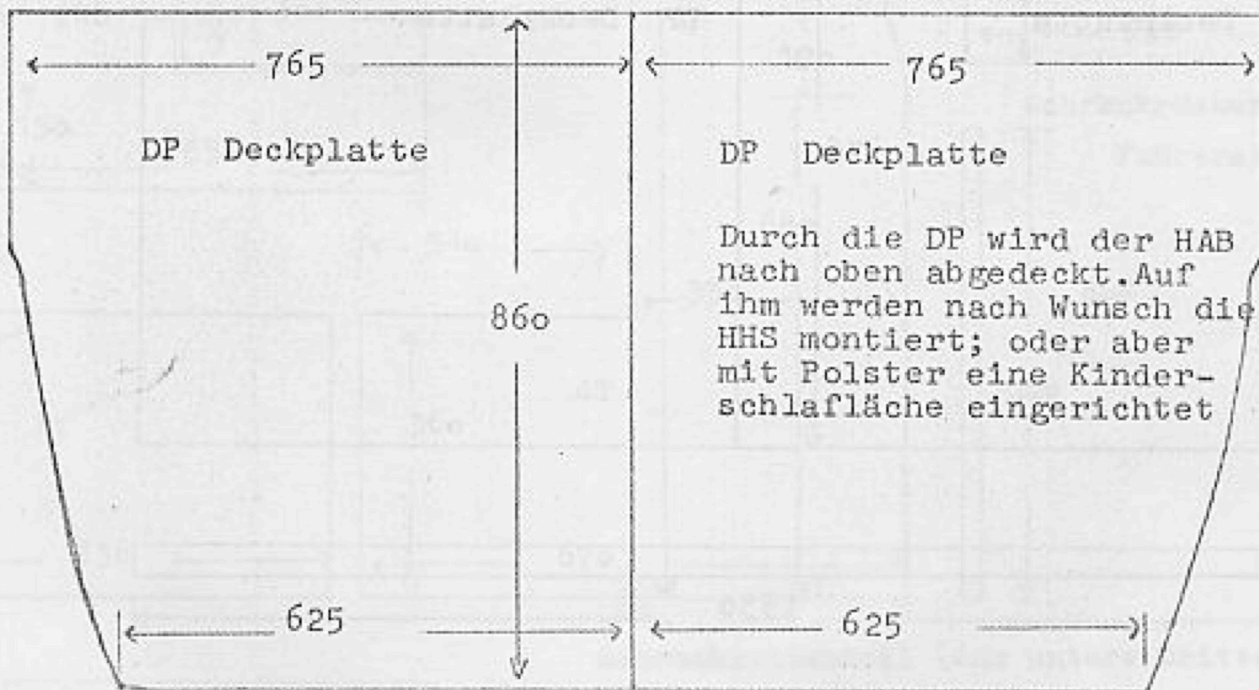 765
765
DP Deckplatte
DP Deckplatte
Durch die DP wird der HAB
nach oben abgedeckt.Auf
ihm werden nach Wunsch die
HHS montiert; oder aber
mit Polster eine Kinder-
schlafläche eingerichtet
86o
625
625